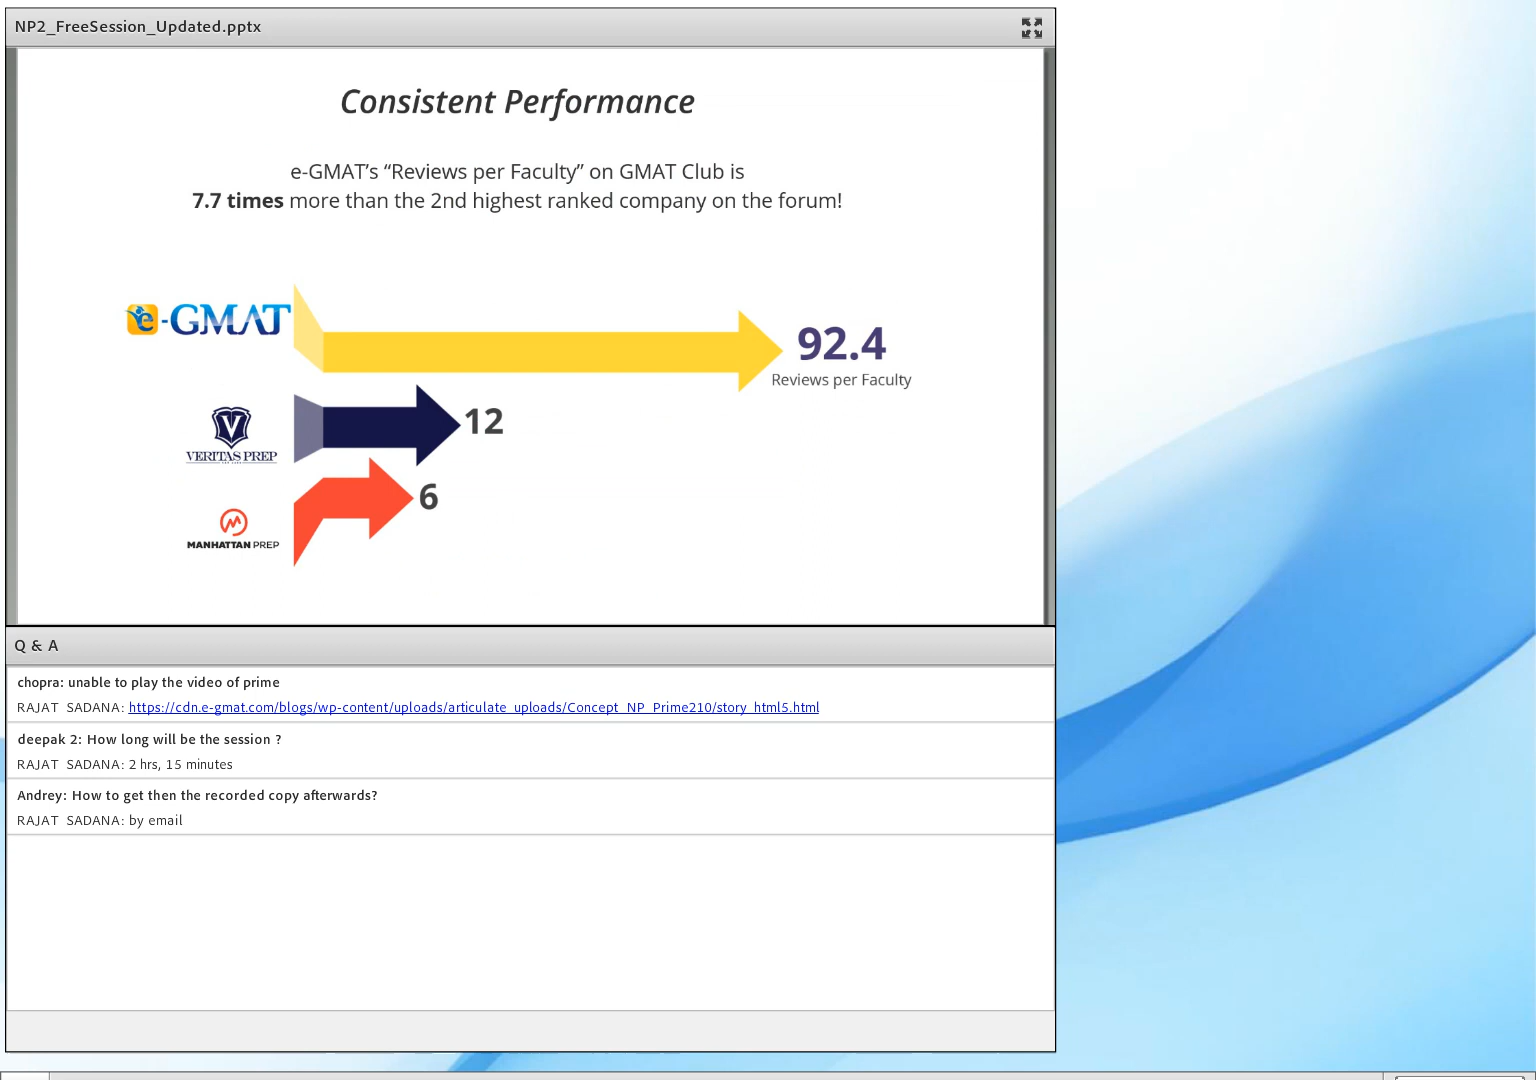 NP2_FreeSession_Updated.pptx
Consistent Performance
e-GMAT's “Reviews per Faculty” on GMAT Club is
7.7 times more than the 2nd highest ranked company on the forum!
e-GMAT
92.4
Reviews per Faculty
VERITAS PREP
12
MANHATTAN PREP
6
Q & A
chopra: unable to play the video of prime
RAJAT SADANA: https://cdn.e-gmat.com/blogs/wp-content/uploads/articulate_uploads/Concept_NP_Prime210/story_html5.html
deepak 2: How long will be the session ?
RAJAT SADANA: 2 hrs, 15 minutes
Andrey: How to get then the recorded copy afterwards?
RAJAT SADANA: by email